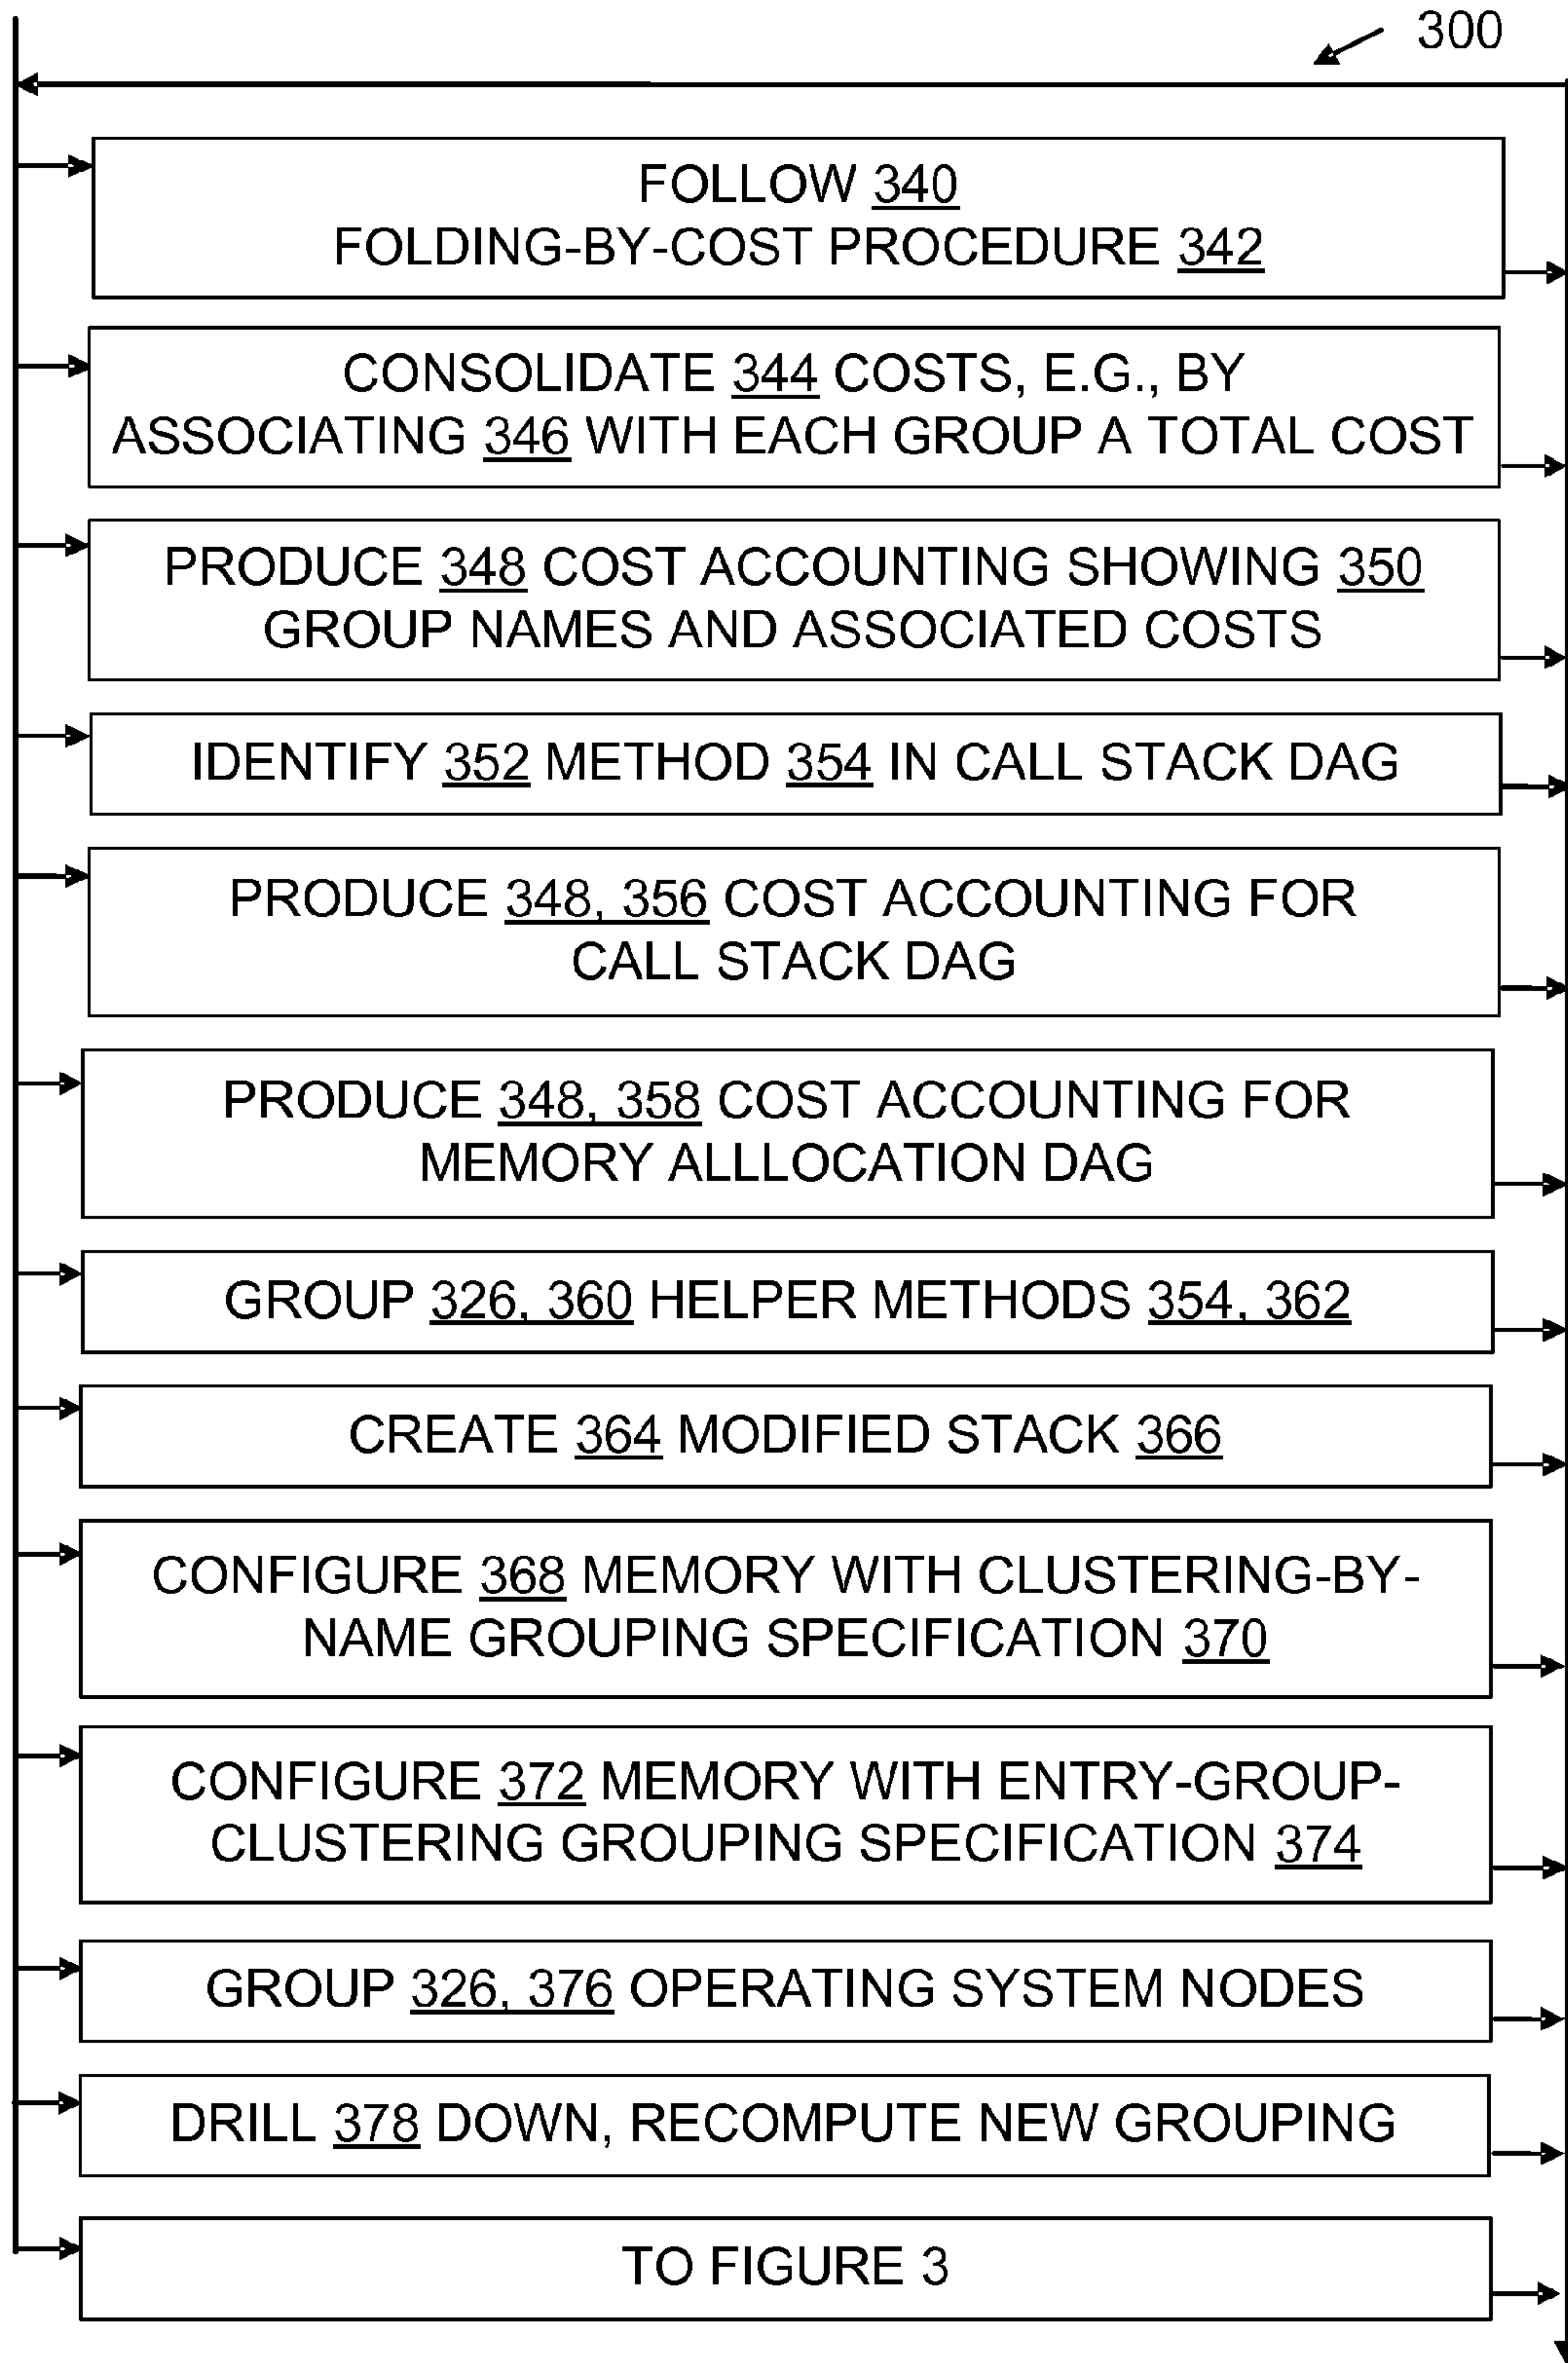 300
FOLLOW 340
FOLDING-BY-COST PROCEDURE 342
CONSOLIDATE 344 COSTS, E.G., BY
ASSOCIATING 346 WITH EACH GROUP A TOTAL COST
PRODUCE 348 COST ACCOUNTING SHOWING 350
GROUP NAMES AND ASSOCIATED COSTS
IDENTIFY 352 METHOD 354 IN CALL STACK DAG
PRODUCE 348, 356 COST ACCOUNTING FOR
CALL STACK DAG
PRODUCE 348, 358 COST ACCOUNTING FOR
MEMORY ALLLOCATION DAG
GROUP 326, 360 HELPER METHODS 354, 362
CREATE 364 MODIFIED STACK 366
CONFIGURE 368 MEMORY WITH CLUSTERING-BY-
NAME GROUPING SPECIFICATION 370
CONFIGURE 372 MEMORY WITH ENTRY-GROUP-
CLUSTERING GROUPING SPECIFICATION 374
GROUP 326, 376 OPERATING SYSTEM NODES
DRILL 378 DOWN, RECOMPUTE NEW GROUPING
TO FIGURE 3